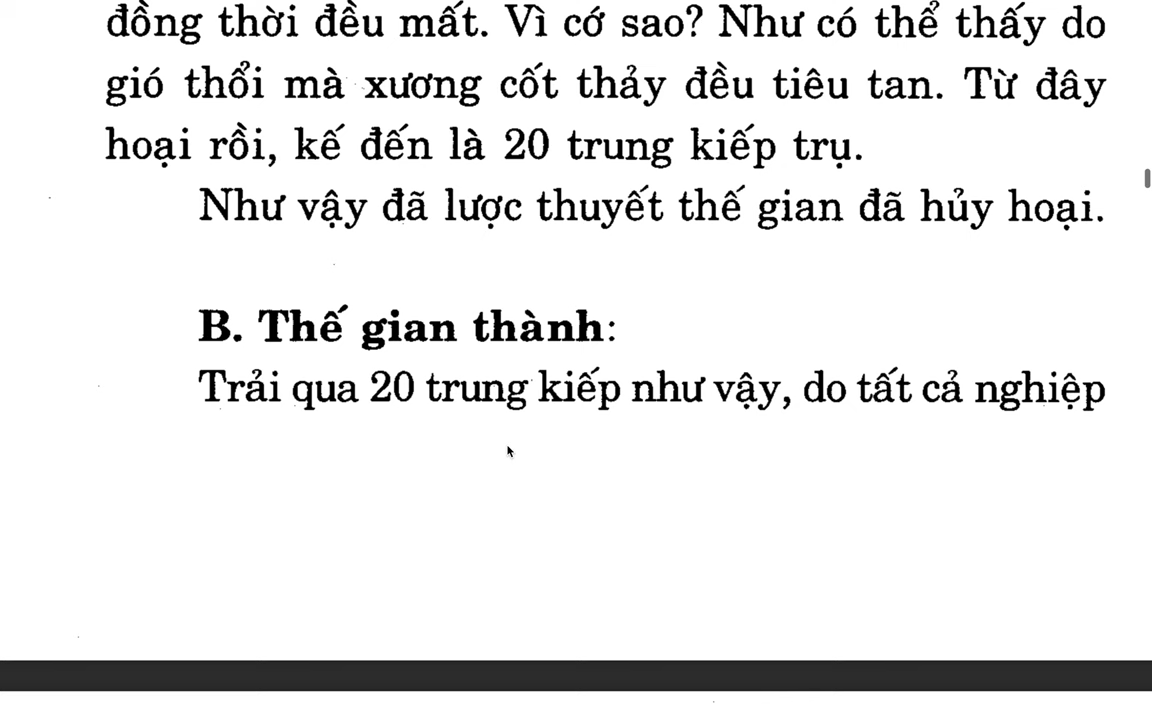 đồng thời đều mất. Vì cớ sao? Như có thể thấy do
gió thổi mà xương cốt thảy đều tiêu tan. Từ đây
hoại rồi, kế đến là 20 trung kiếp trụ.
Như vậy đã lược thuyết thế gian đã hủy hoại.
B. Thế gian thành:
Trải qua 20 trung kiếp như vậy, do tất cả nghiệp